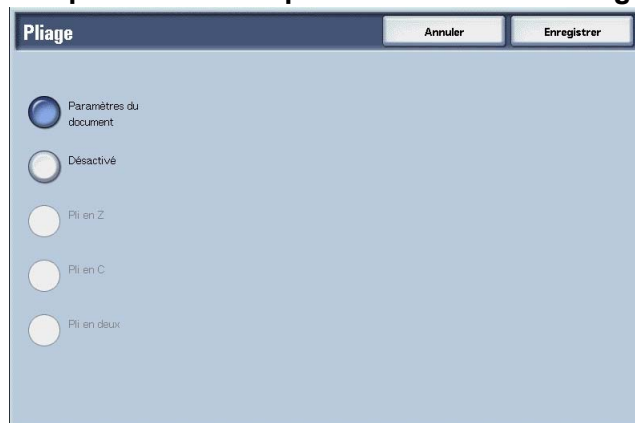 Pliage
Annuler
Enregistrer
Paramètres du
document
Désactivé
Pli en Z
Pli en C
Pli en deux